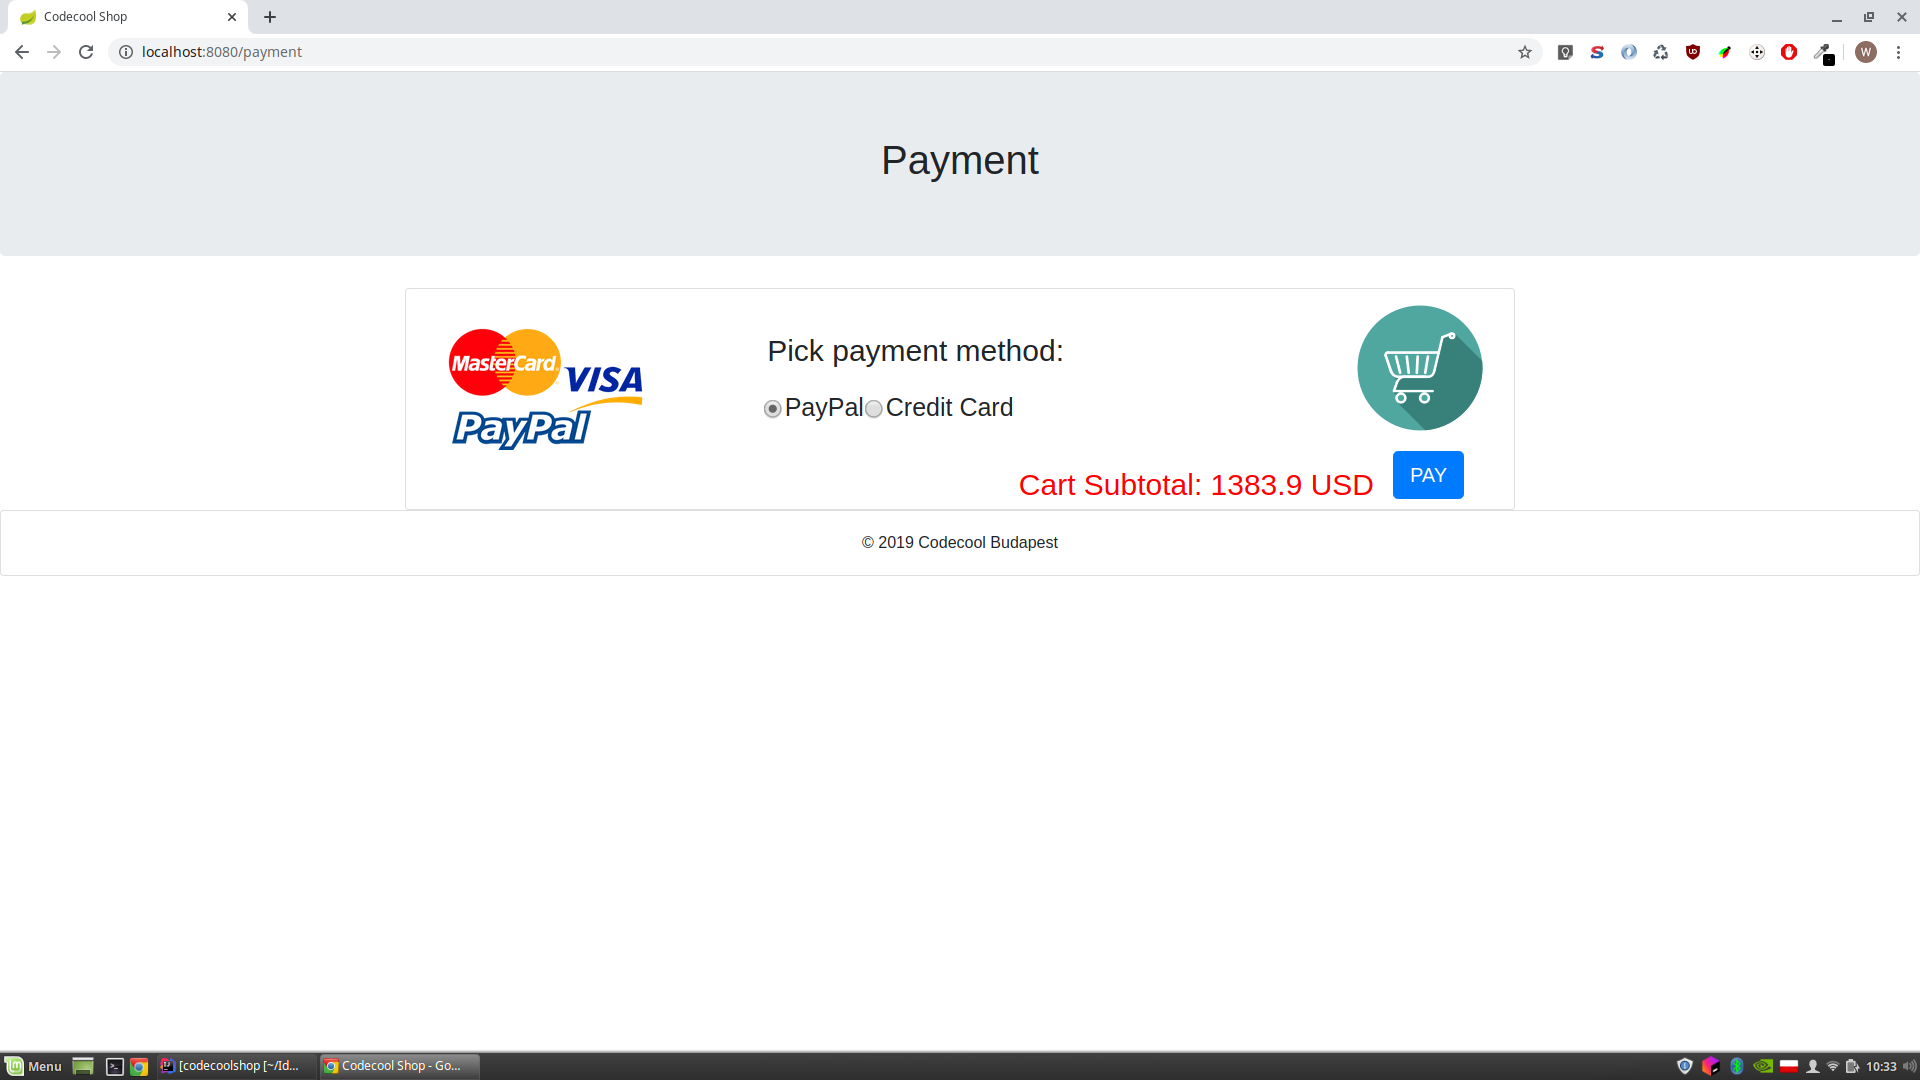 Codecool Shop
localhost:8080/payment
W
Payment
MasterCard
VISA
PayPal
Pick payment method:
PayPal Credit Card
Cart Subtotal: 1383.9 USD
PAY
© 2019 Codecool Budapest
Menu
[codecoolshop [~/Id...
Codecool Shop - Go...
10:33